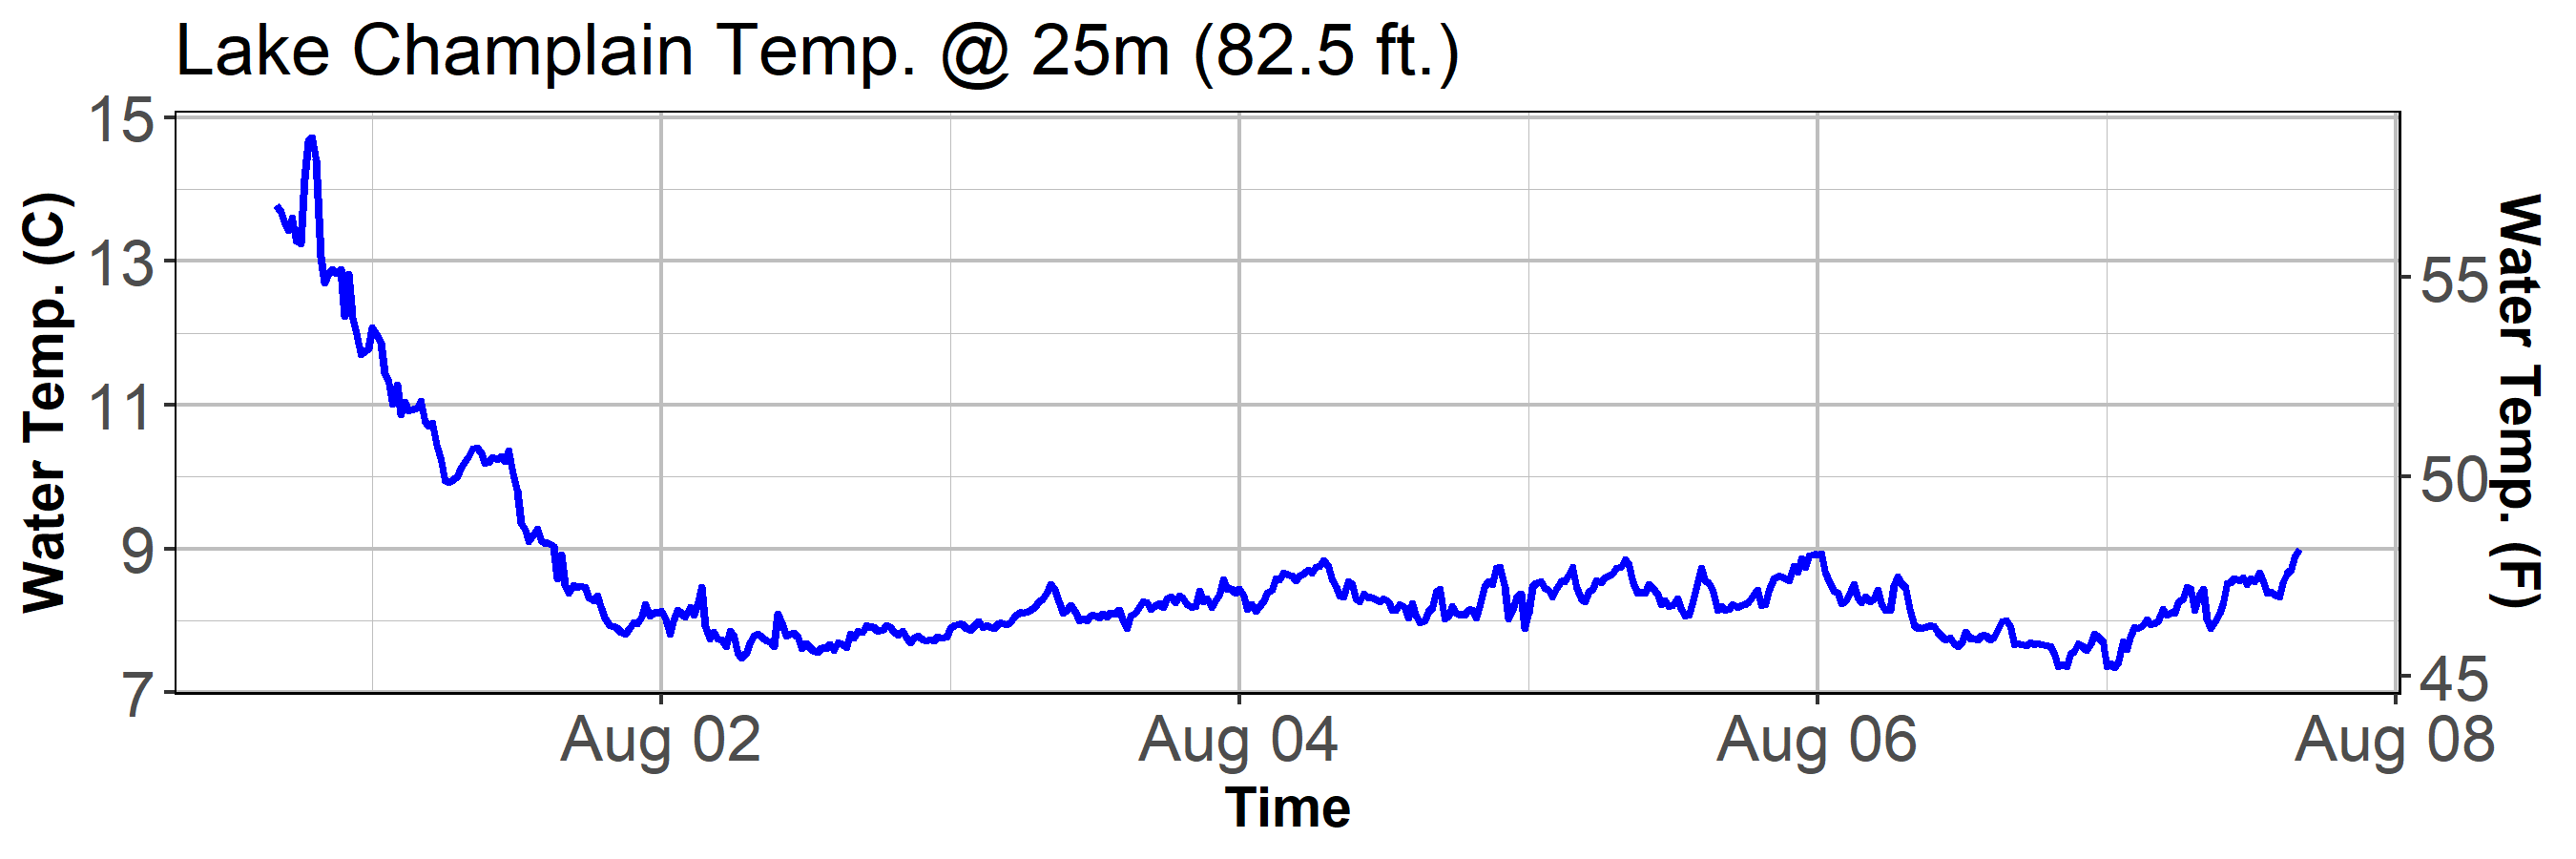 Lake Champlain Temp. @ 25m (82.5 ft.)
Water Temp. (C)
15
13
11
9
7
55
50
45
Water Temp. (F)
Aug 02
Aug 04
Aug 06
Aug 08
Time